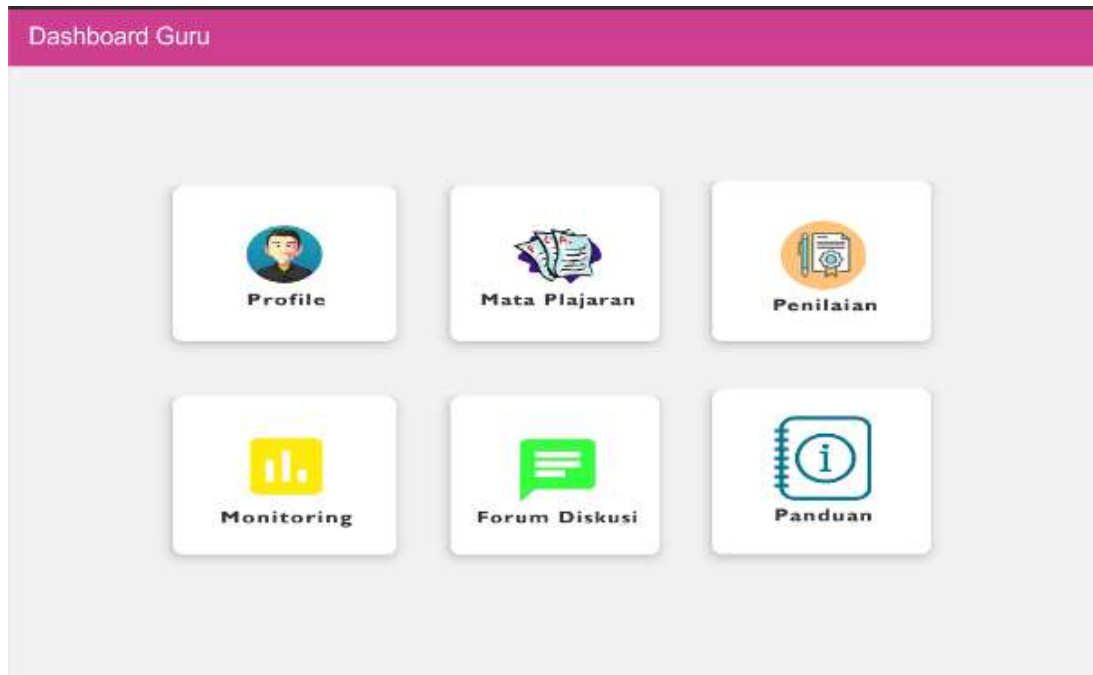 Dashboard Guru
Profile
Mata Plajaran
Penilaian
Monitoring
Forum Diskusi
Panduan